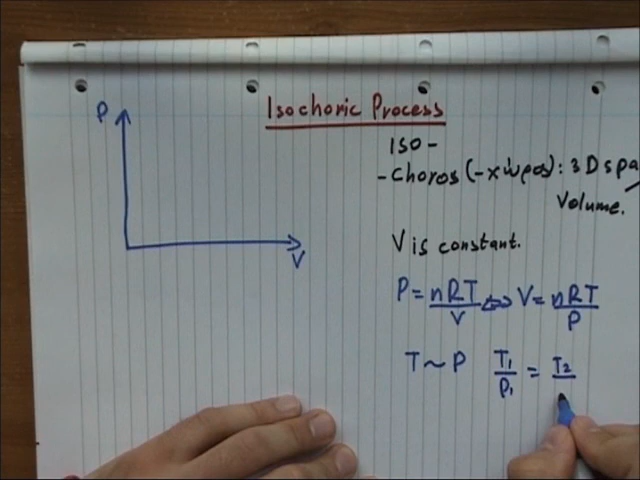 Isochoric Process
P
ISO-
-Choros (-χώρος): 3D spa
Volume.
V
V is constant.
P = nRT/V ⇔ V = nRT/P
T ~ P T₁/P₁ = T₂/